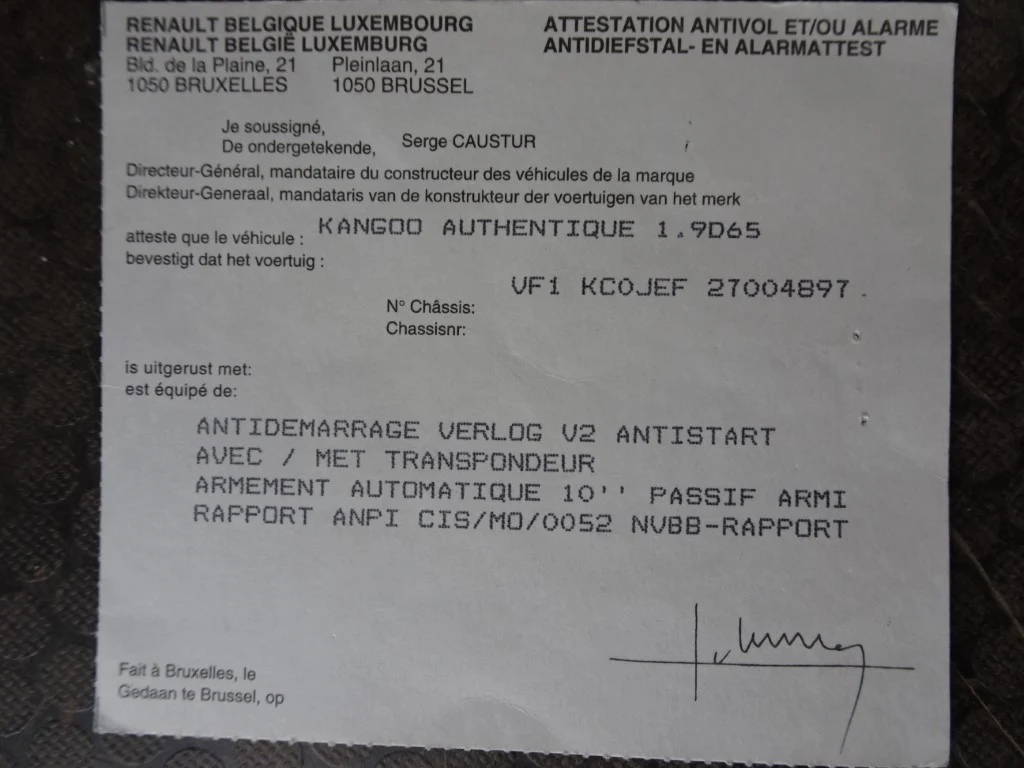 RENAULT BELGIQUE LUXEMBOURG
RENAULT BELGIË LUXEMBURG
Bld. de la Plaine, 21 Pleinlaan, 21
1050 BRUXELLES 1050 BRUSSEL
ATTESTATION ANTIVOL ET/OU ALARME
ANTIDIEFSTAL- EN ALARMATTEST
Je soussigné,
De ondergetekende, Serge CAUSTUR
Directeur-Général, mandataire du constructeur des véhicules de la marque
Direkteur-Generaal, mandataris van de konstrukteur der voertuigen van het merk
atteste que le véhicule : KANGOO AUTHENTIQUE 1.9D65
bevestigt dat het voertuig :
VF1 KC0JEF 27004897
N° Châssis:
Chassisnr:
is uitgerust met:
est équipé de:
ANTIDEMARRAGE VERLOG V2 ANTISTART
AVEC / MET TRANSPONDEUR
ARMEMENT AUTOMATIQUE 10'' PASSIF ARMI
RAPPORT ANPI CIS/MO/0052 NVBB-RAPPORT
Fait à Bruxelles, le
Gedaan te Brussel, op